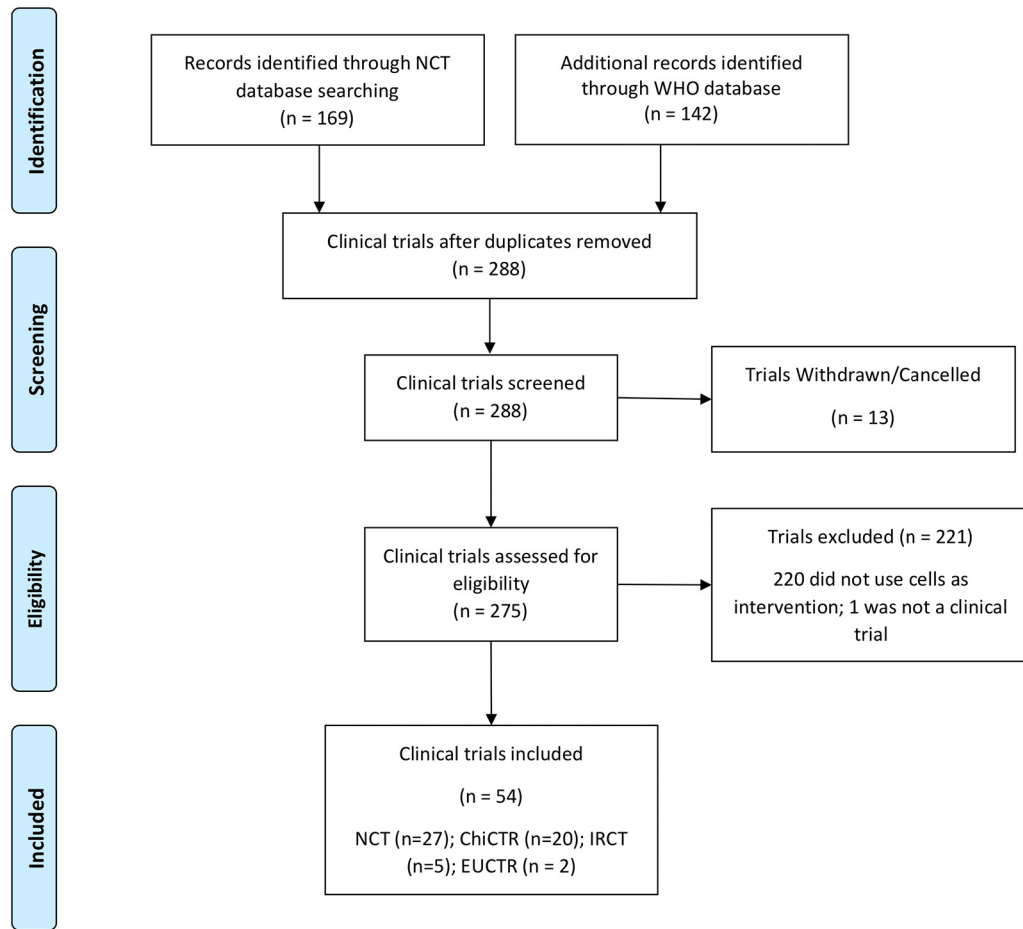 Identification
Records identified through NCT
database searching
(n = 169)
Additional records identified
through WHO database
(n = 142)
Clinical trials after duplicates removed
(n = 288)
Screening
Clinical trials screened
(n = 288)
Trials Withdrawn/Cancelled
(n = 13)
Eligibility
Clinical trials assessed for
eligibility
(n = 275)
Trials excluded (n = 221)
220 did not use cells as
intervention; 1 was not a clinical
trial
Included
Clinical trials included
(n = 54)
NCT (n=27); ChiCTR (n=20); IRCT
(n=5); EUCTR (n = 2)